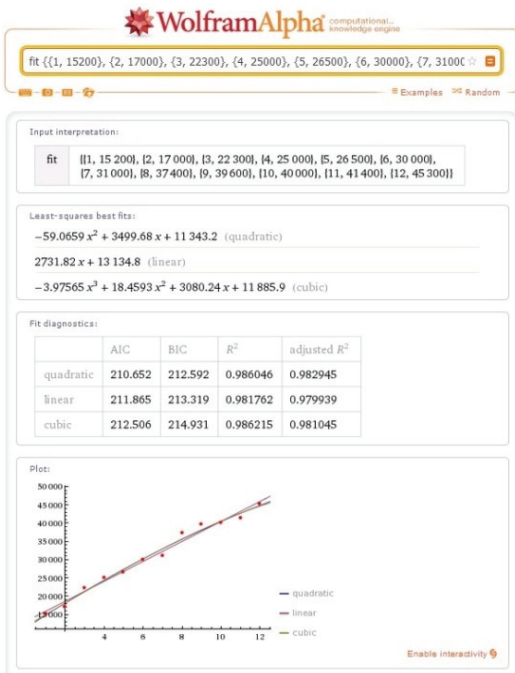 WolframAlpha computational... knowledge engine
fit {{1, 15200}, {2, 17000}, {3, 22300}, {4, 25000}, {5, 26500}, {6, 30000}, {7, 3100
Examples Random
Input interpretation:
fit {{1, 15 200}, {2, 17 000}, {3, 22 300}, {4, 25 000}, {5, 26 500}, {6, 30 000},
{7, 31 000}, {8, 37 400}, {9, 39 600}, {10, 40 000}, {11, 41 400}, {12, 45 300}}
Least-squares best fits:
−59.0659 x² + 3499.68 x + 11 343.2 (quadratic)
2731.82 x + 13 134.8 (linear)
−3.97565 x³ + 18.4593 x² + 3080.24 x + 11 885.9 (cubic)
Fit diagnostics:
AIC BIC R² adjusted R²
quadratic 210.652 212.592 0.986046 0.982945
linear 211.865 213.319 0.981762 0.979939
cubic 212.506 214.931 0.986215 0.981045
Plot:
50 000
45 000
40 000
35 000
30 000
25 000
20 000
15 000
4 6 8 10 12
quadratic
linear
cubic
Enable interactivity